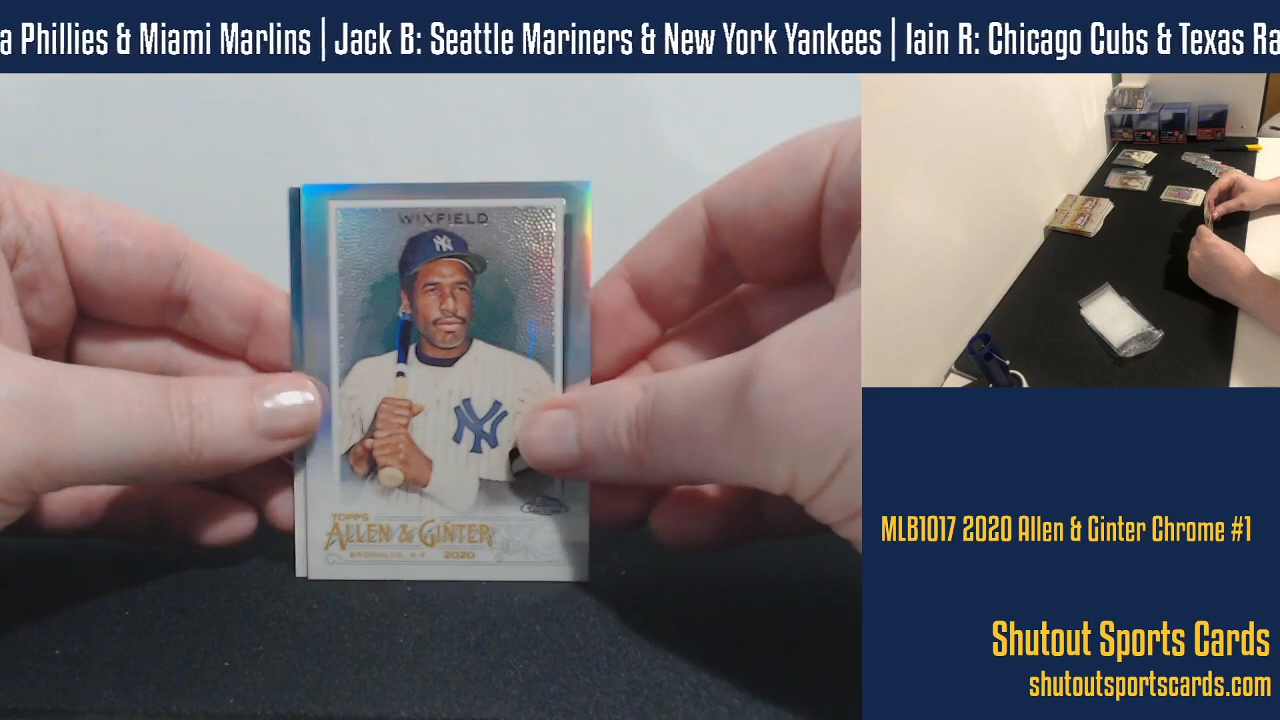 a Phillies & Miami Marlins | Jack B: Seattle Mariners & New York Yankees | Iain R: Chicago Cubs & Texas Ra
WINFIELD
NY
NY
TOPPS
ALLEN & GINTER
BROOKLYN, N.Y. 2020
Chrome
MLB1017 2020 Allen & Ginter Chrome #1
Shutout Sports Cards
shutoutsportscards.com